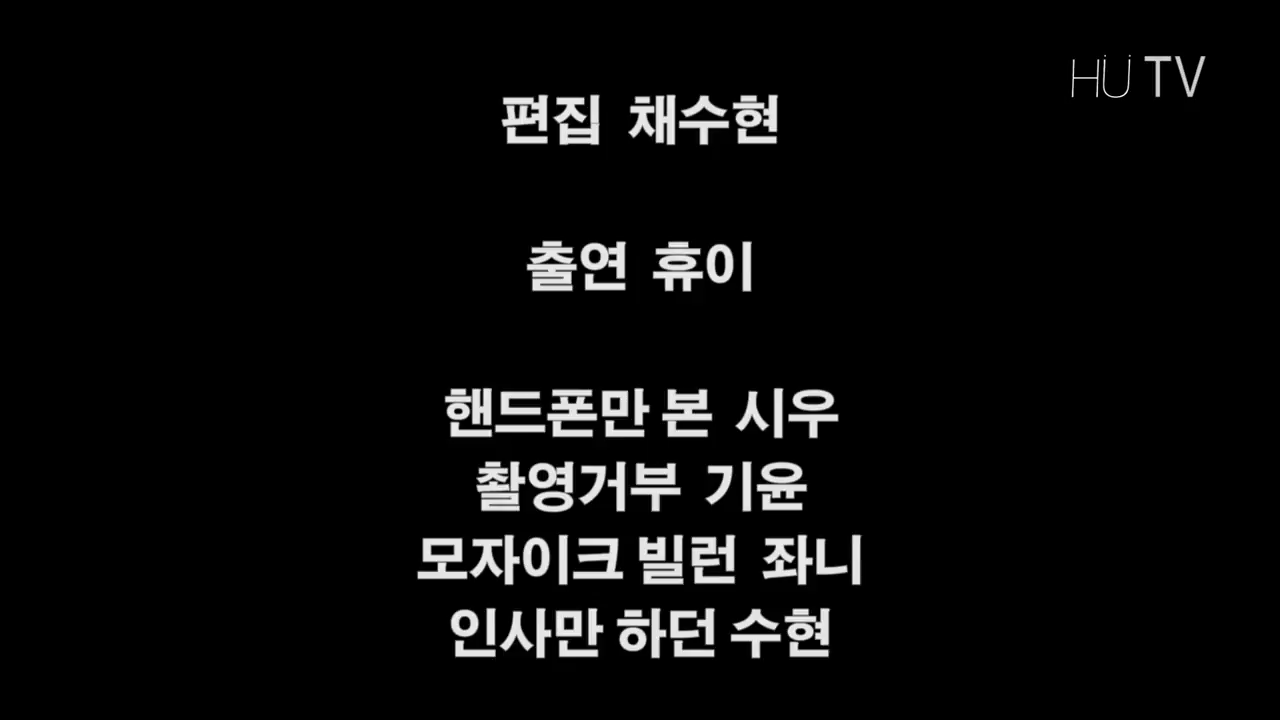 HÜ TV
편집 채수현
출연 휴이
핸드폰만 본 시우
촬영거부 기윤
모자이크 빌런 좌니
인사만 하던 수현